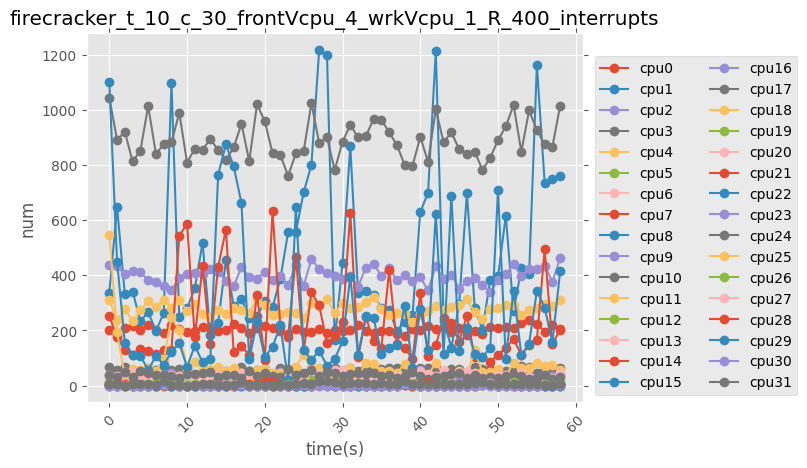 firecracker_t_10_c_30_frontVcpu_4_wrkVcpu_1_R_400_interrupts
num
1200
1000
800
600
400
200
0
0
10
20
30
40
50
60
time(s)
cpu0
cpu1
cpu2
cpu3
cpu4
cpu5
cpu6
cpu7
cpu8
cpu9
cpu10
cpu11
cpu12
cpu13
cpu14
cpu15
cpu16
cpu17
cpu18
cpu19
cpu20
cpu21
cpu22
cpu23
cpu24
cpu25
cpu26
cpu27
cpu28
cpu29
cpu30
cpu31